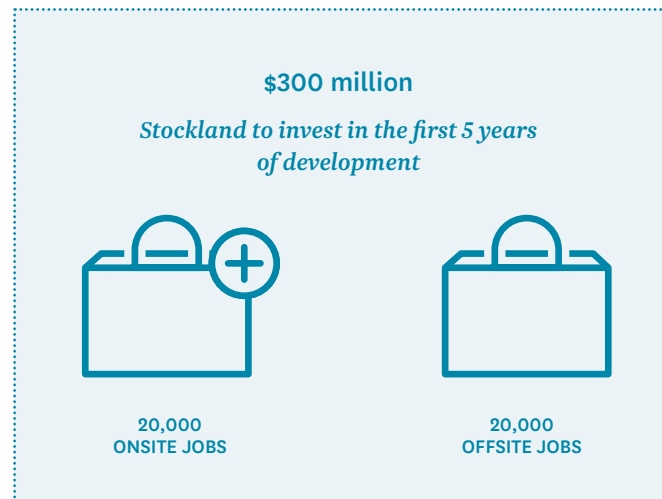 $300 million
Stockland to invest in the first 5 years
of development
20,000
ONSITE JOBS
20,000
OFFSITE JOBS